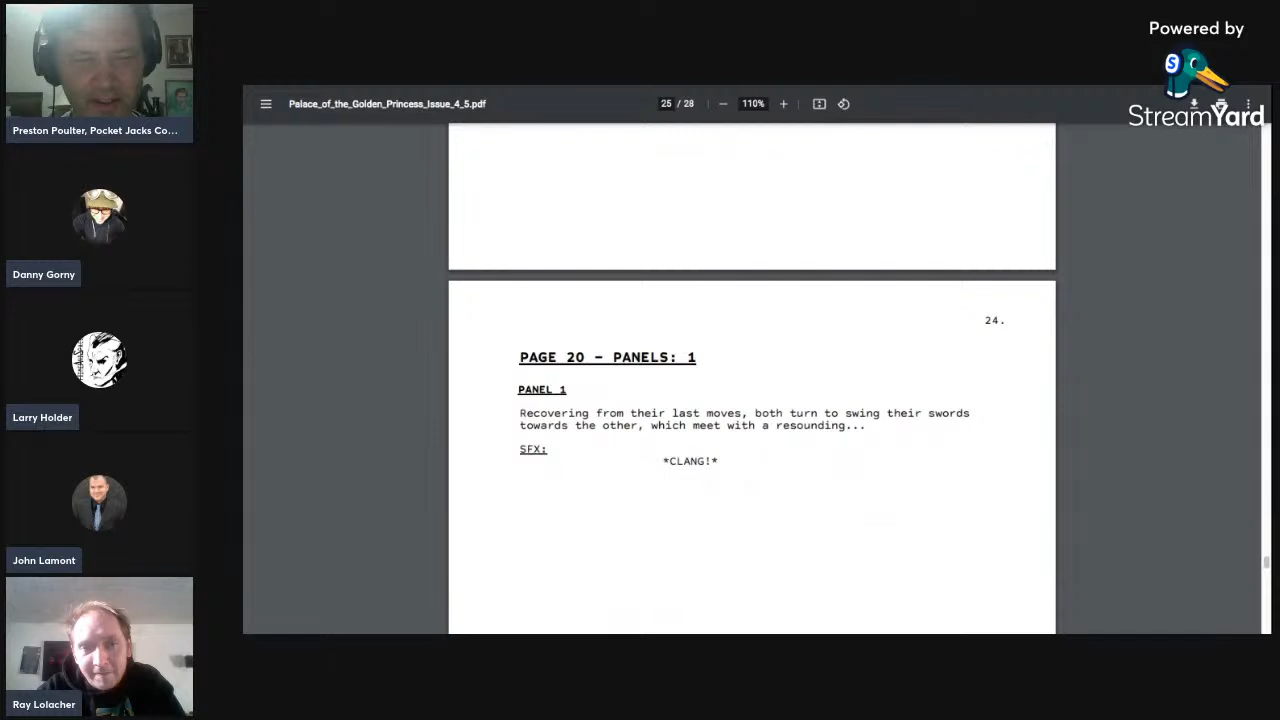 Powered by
S
StreamYard
Palace_of_the_Golden_Princess_Issue_4_5.pdf
25 / 28
110%
Preston Poulter, Pocket Jacks Co...
Danny Gorny
Larry Holder
John Lamont
Ray Lolacher
24.
PAGE 20 – PANELS: 1
PANEL 1
Recovering from their last moves, both turn to swing their swords
towards the other, which meet with a resounding...
SFX:
*CLANG!*